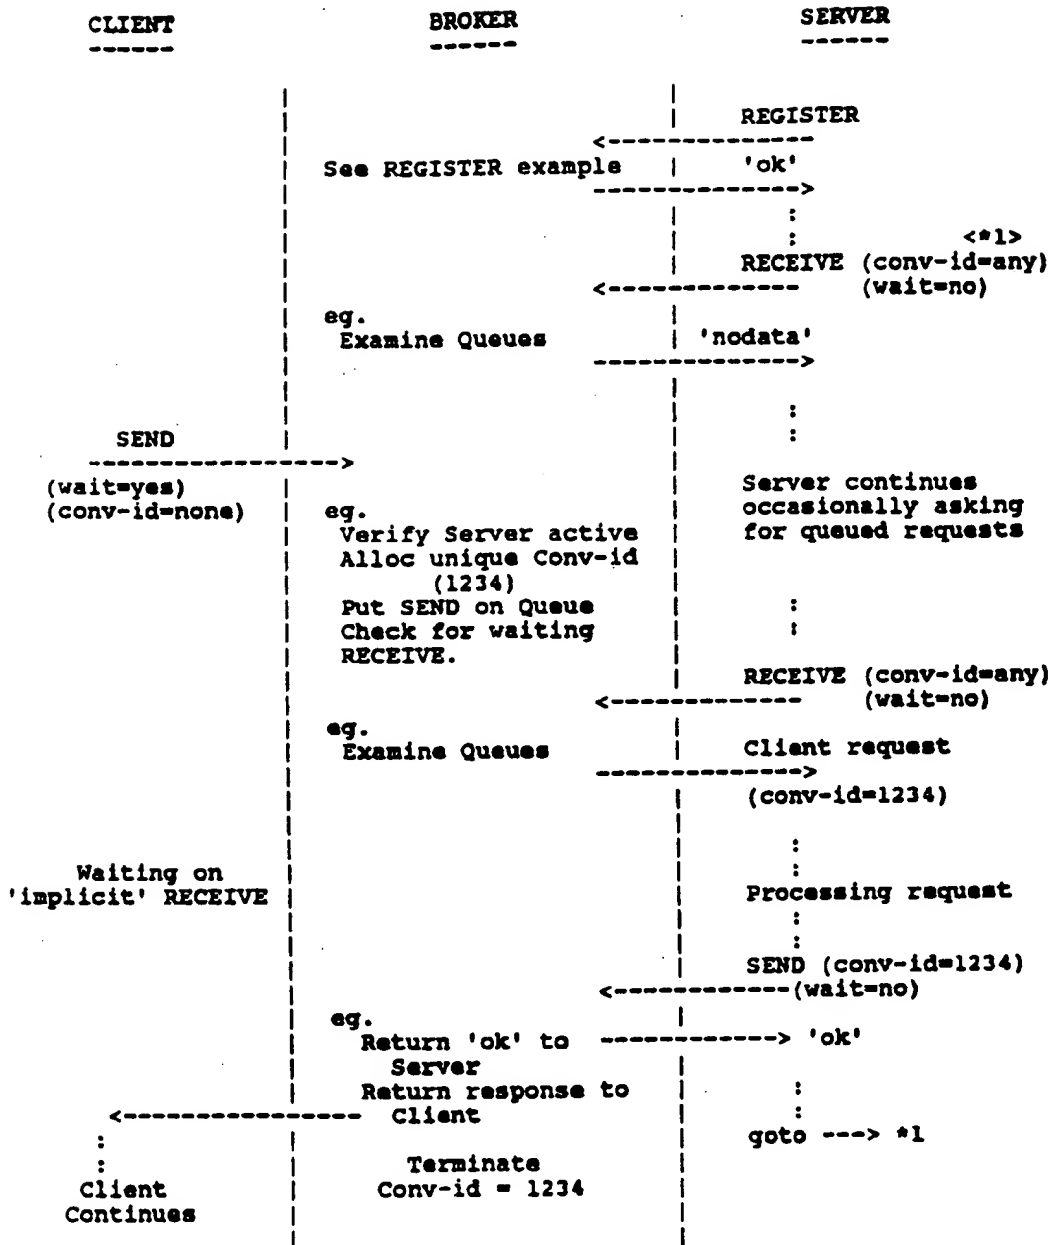 CLIENT BROKER SERVER
------ ------ ------
REGISTER
<---------------
See REGISTER example 'ok'
--------------->
:
: <*1>
RECEIVE (conv-id=any)
<-------------- (wait=no)
eg.
Examine Queues 'nodata'
--------------->
:
SEND :
------------------>
(wait=yes) Server continues
(conv-id=none) eg. occasionally asking
Verify Server active for queued requests
Alloc unique Conv-id
(1234)
Put SEND on Queue :
Check for waiting :
RECEIVE.
RECEIVE (conv-id=any)
<-------------- (wait=no)
eg.
Examine Queues Client request
--------------->
(conv-id=1234)
:
Waiting on :
'implicit' RECEIVE Processing request
:
:
SEND (conv-id=1234)
<-------------(wait=no)
eg.
Return 'ok' to -------------> 'ok'
Server
Return response to :
<----------------- Client :
: goto ---> *1
: Terminate
Client Conv-id = 1234
Continues